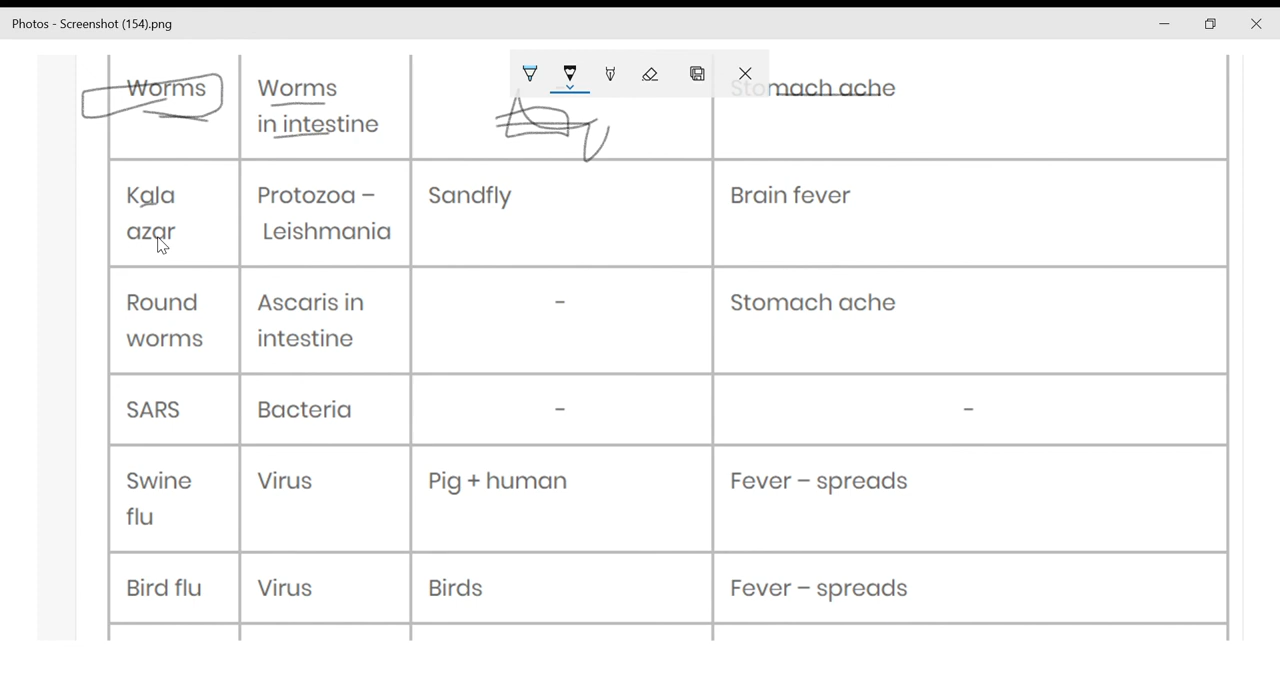 Photos - Screenshot (154).png
Worms
Worms
in intestine
Stomach ache
Kala
azar
Protozoa –
Leishmania
Sandfly
Brain fever
Round
worms
Ascaris in
intestine
-
Stomach ache
SARS
Bacteria
-
-
Swine
flu
Virus
Pig + human
Fever – spreads
Bird flu
Virus
Birds
Fever – spreads